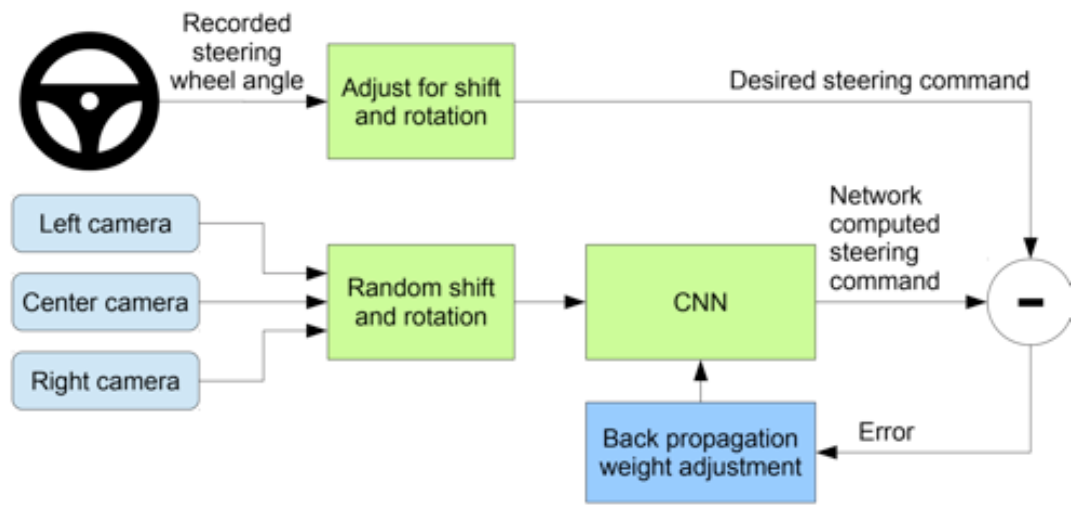 Recorded
steering
wheel angle
Adjust for shift
and rotation
Desired steering command
Left camera
Center camera
Right camera
Random shift
and rotation
CNN
Network
computed
steering
command
-
Back propagation
weight adjustment
Error